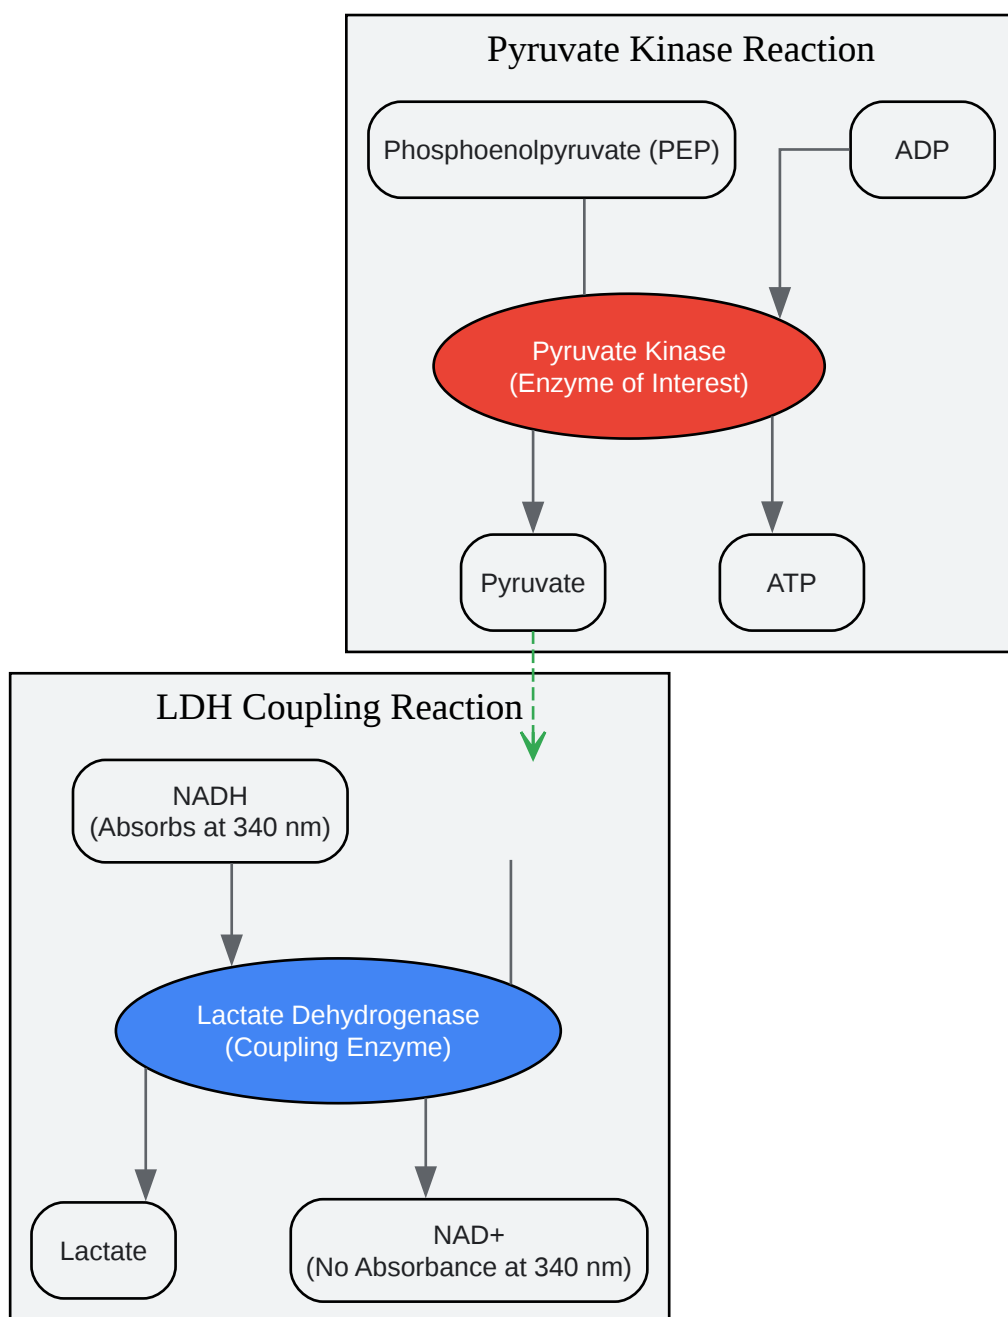 Pyruvate Kinase Reaction
Phosphoenolpyruvate (PEP)
ADP
Pyruvate Kinase
(Enzyme of Interest)
Pyruvate
ATP
LDH Coupling Reaction
NADH
(Absorbs at 340 nm)
Lactate Dehydrogenase
(Coupling Enzyme)
Lactate
NAD+
(No Absorbance at 340 nm)